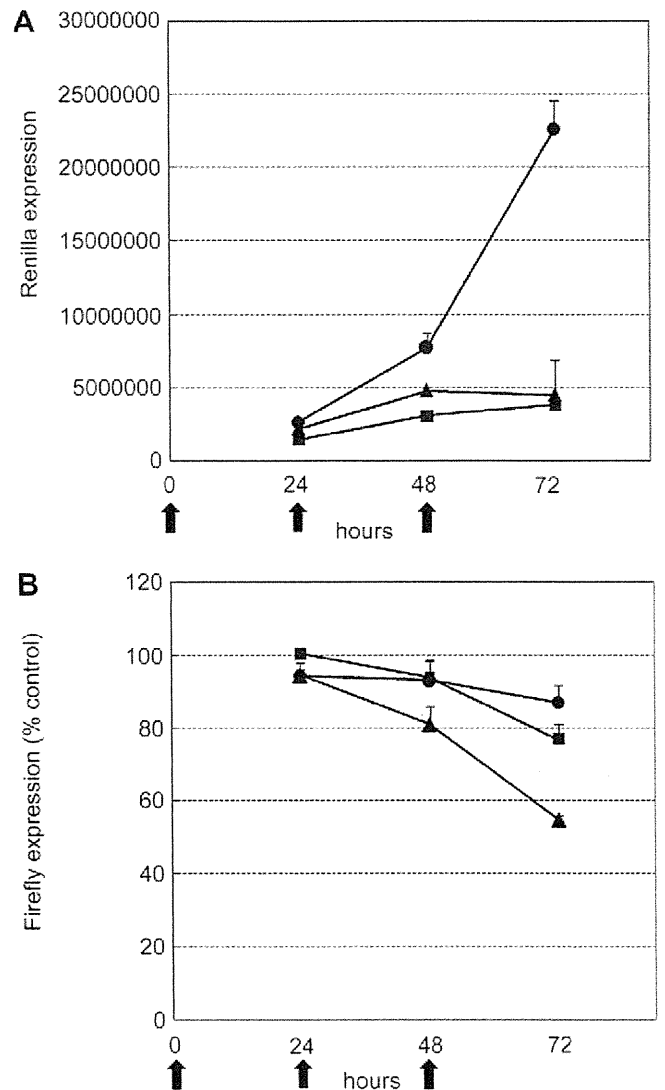 A
30000000
25000000
20000000
15000000
10000000
5000000
0
Renilla expression
0 24 48 72
hours
B
120
100
80
60
40
20
0
Firefly expression (% control)
0 24 48 72
hours